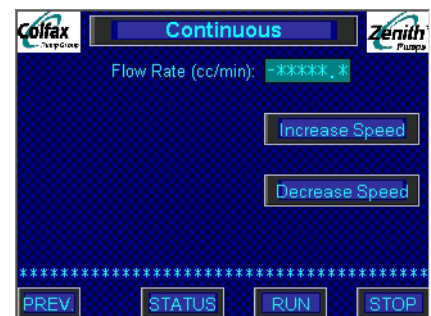 Colfax Continuous Zenith
Pump Group Pumps
Flow Rate (cc/min): -*****.*
Increase Speed
Decrease Speed
*****************************************
PREV. STATUS RUN STOP